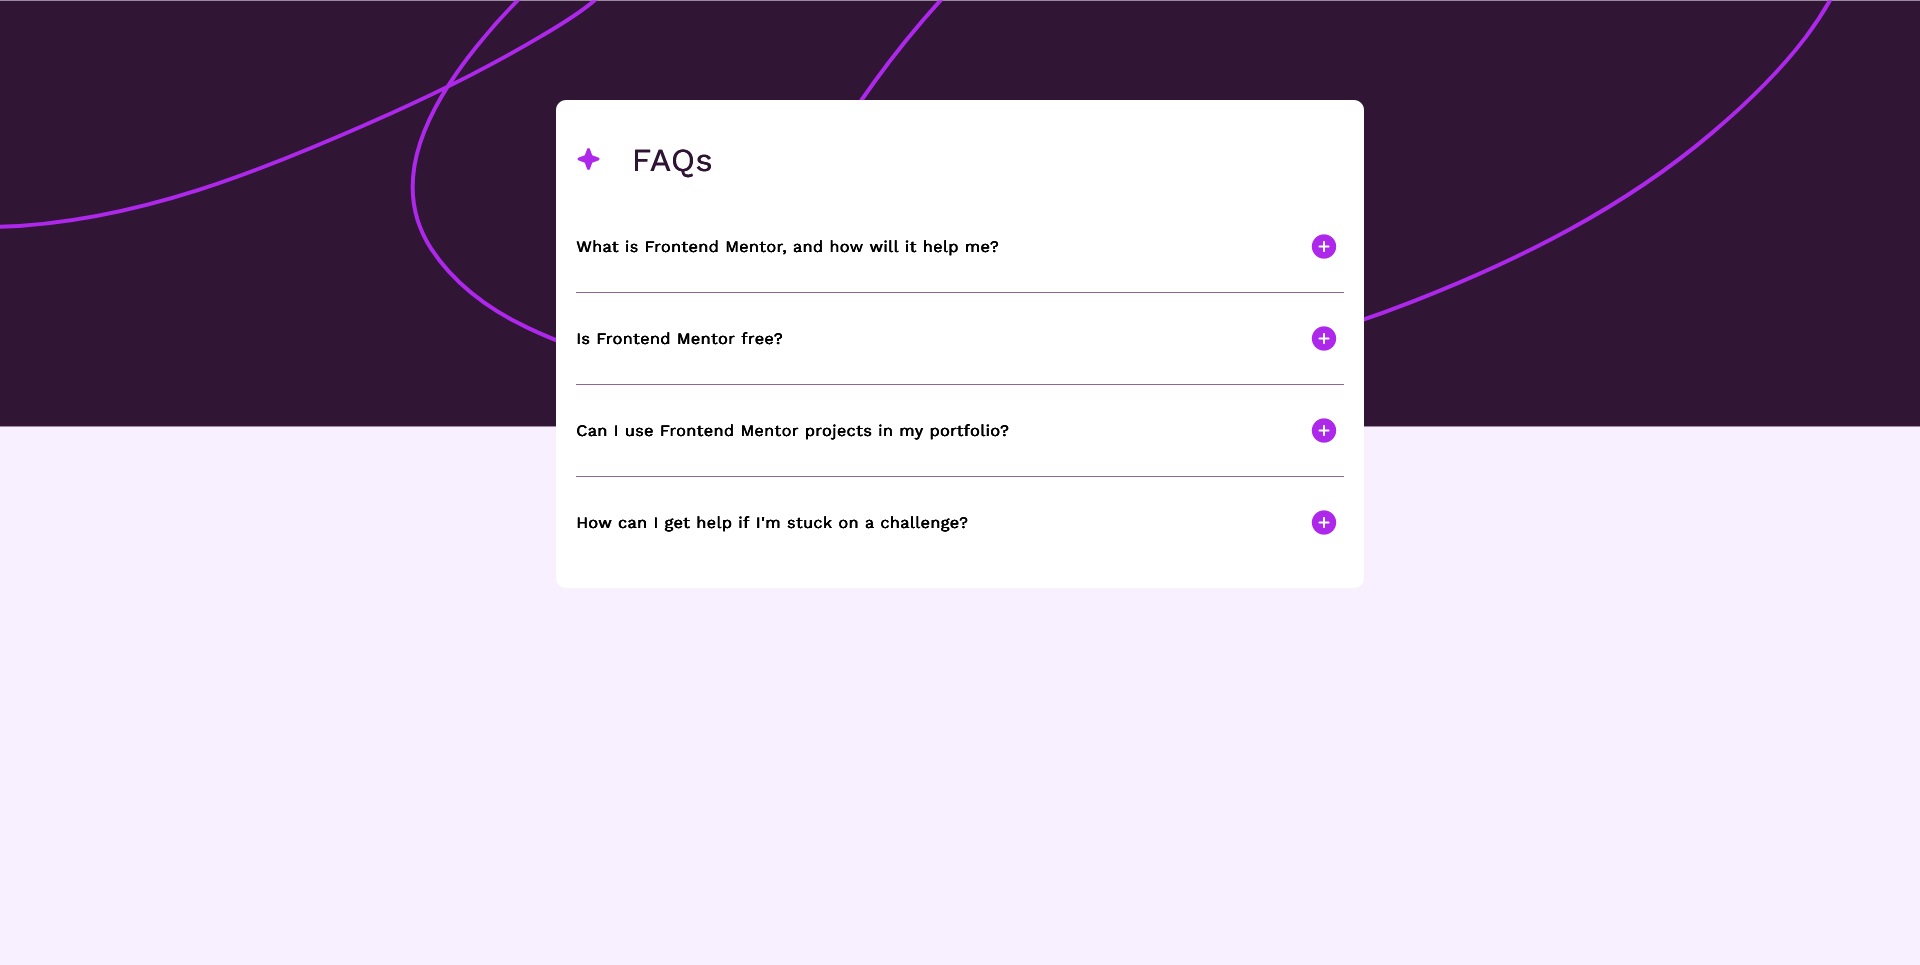 FAQs
What is Frontend Mentor, and how will it help me?
Is Frontend Mentor free?
Can I use Frontend Mentor projects in my portfolio?
How can I get help if I'm stuck on a challenge?